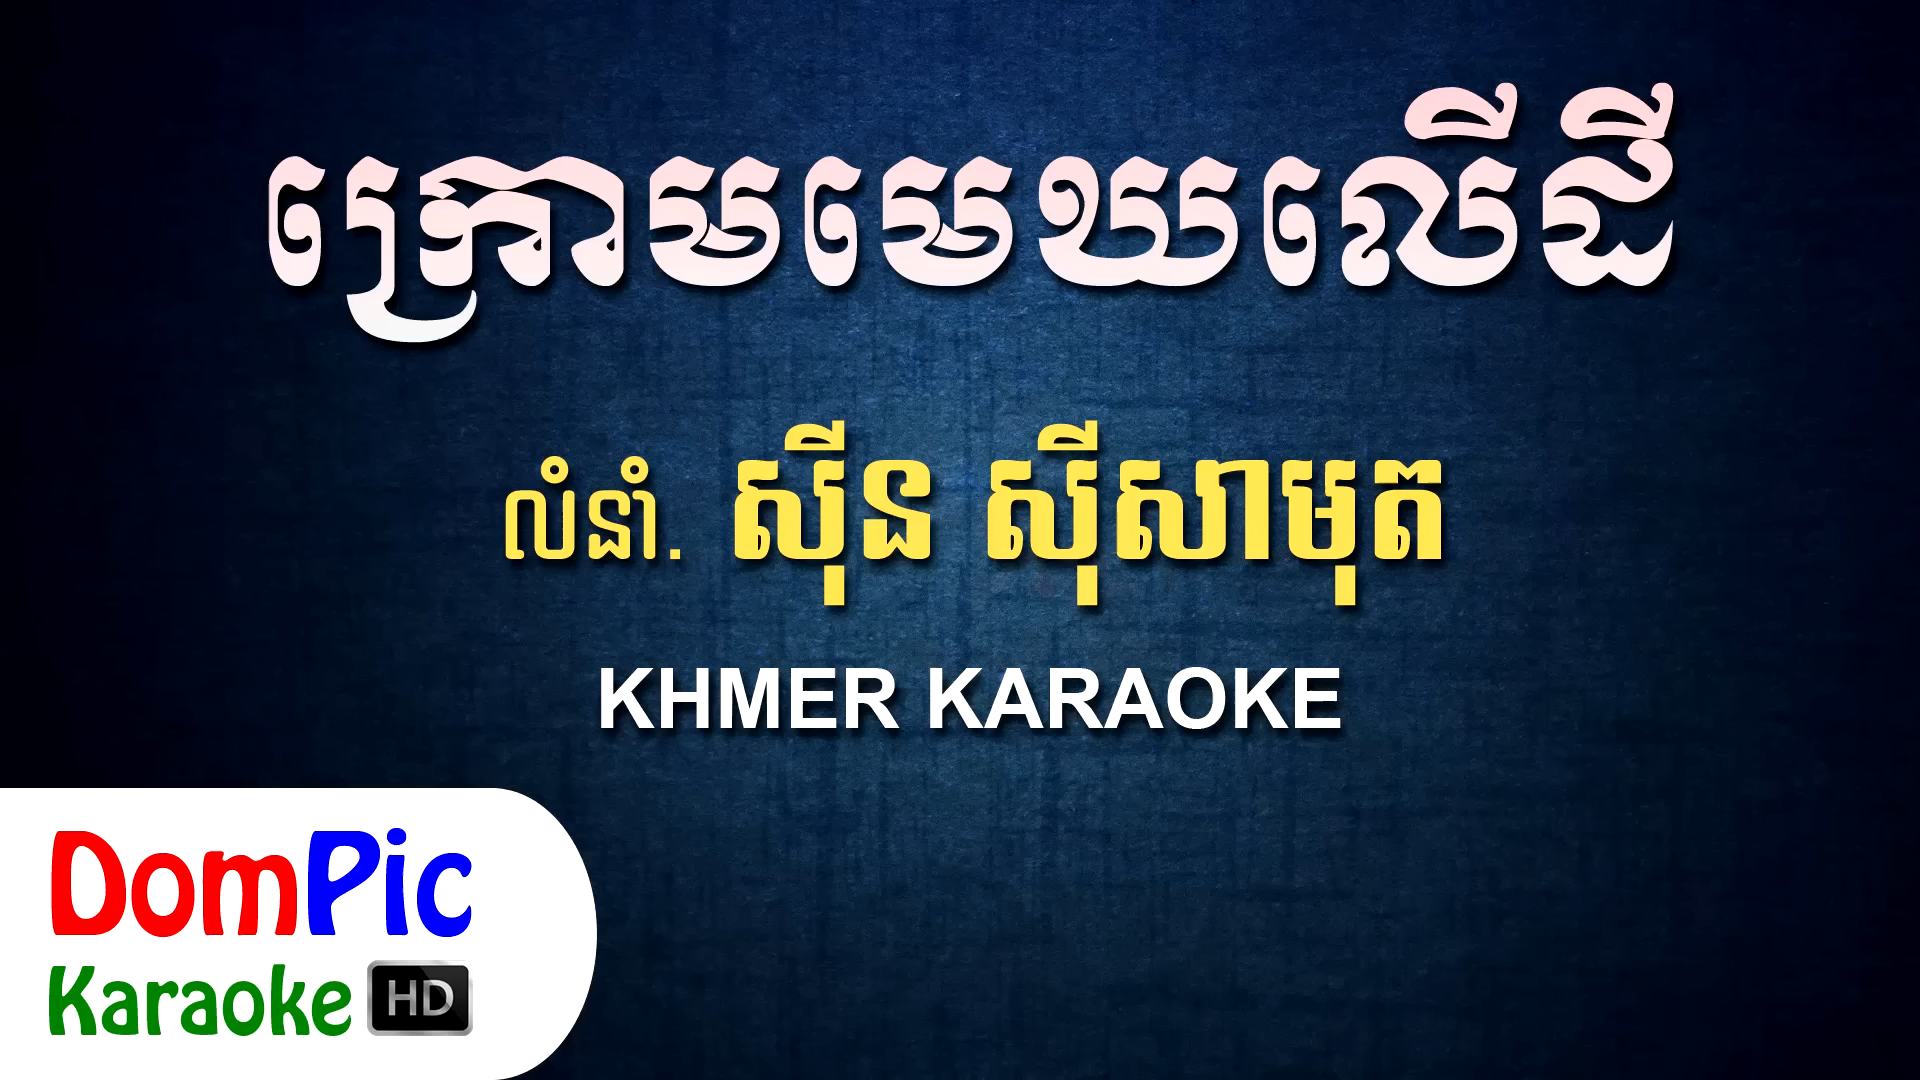 ក្រោមមេឃលើដី
លំនាំ. ស៊ីន ស៊ីសាមុត
KHMER KARAOKE
DomPic
Karaoke HD